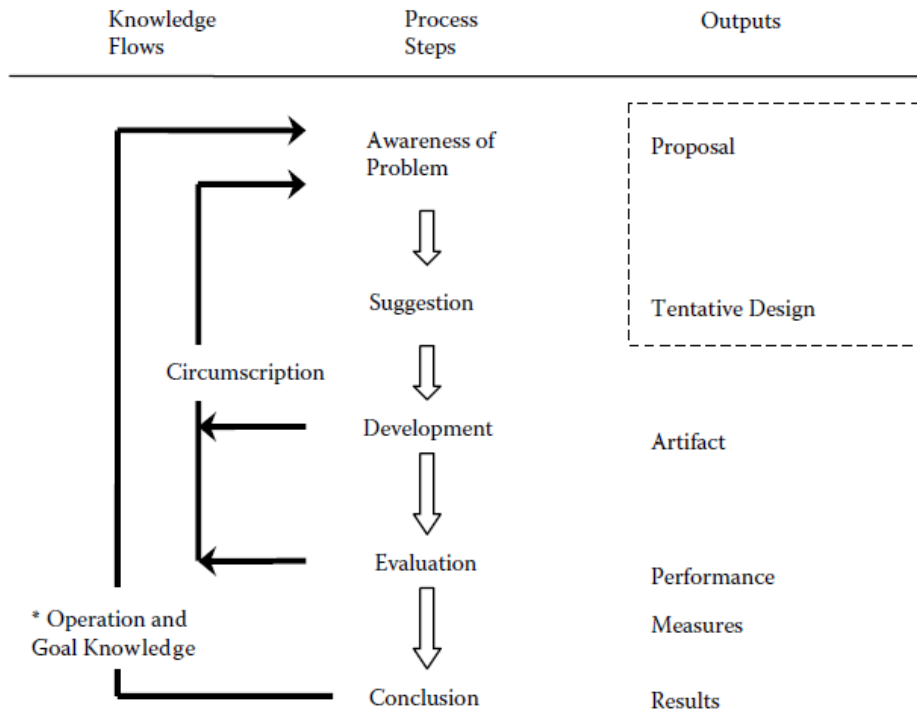 Knowledge
Flows
Process
Steps
Outputs
Awareness of
Problem
Proposal
Suggestion
Tentative Design
Circumscription
Development
Artifact
Evaluation
Performance
Measures
* Operation and
Goal Knowledge
Conclusion
Results